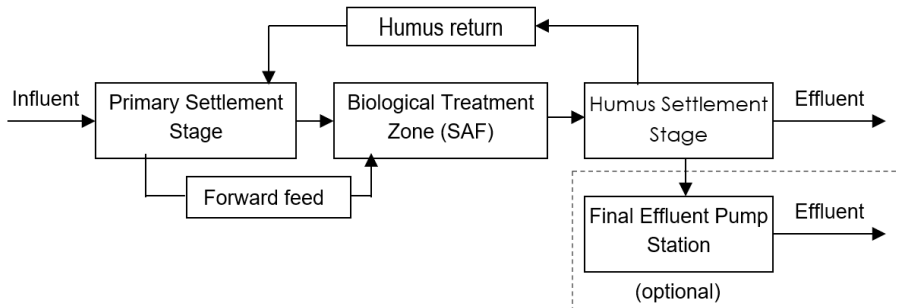 Humus return
Influent
Primary Settlement
Stage
Biological Treatment
Zone (SAF)
Humus Settlement
Stage
Effluent
Forward feed
Final Effluent Pump
Station
Effluent
(optional)